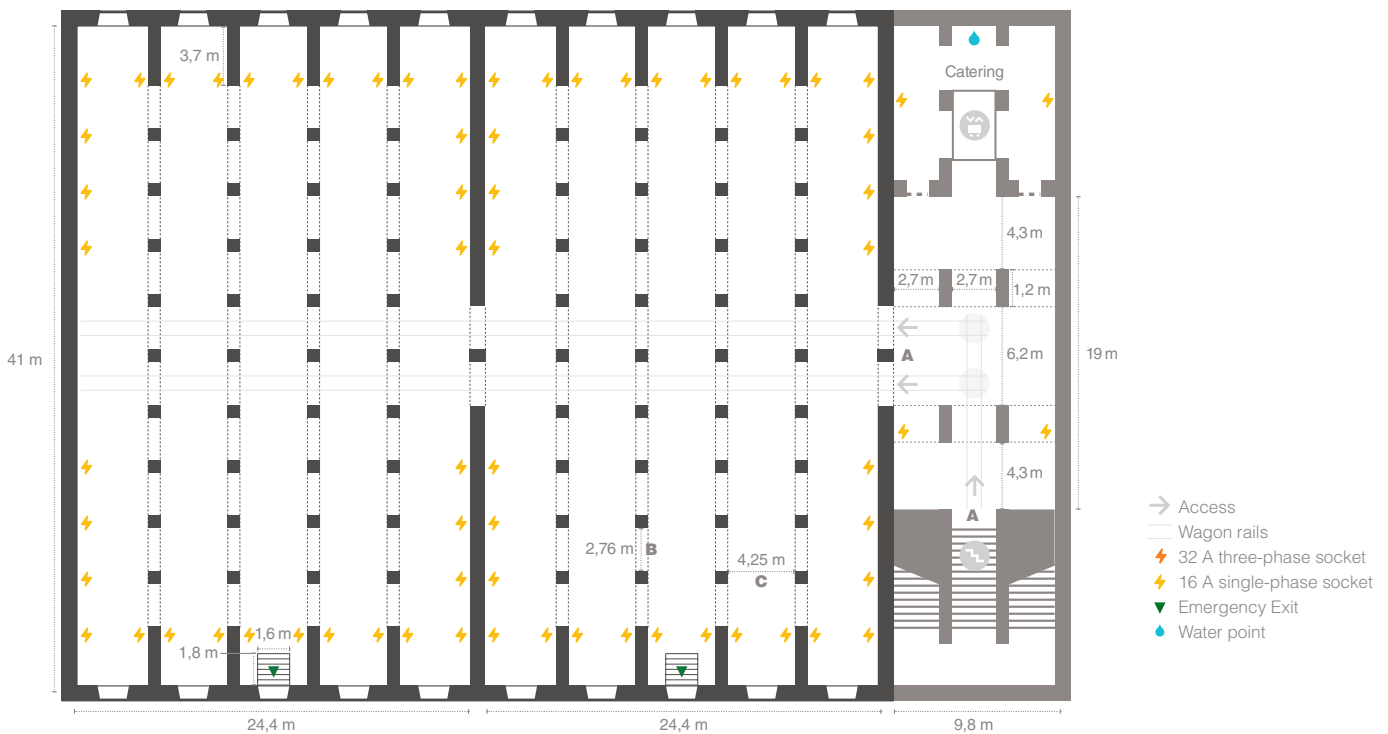 3,7 m
Catering
4,3 m
2,7 m
2,7 m
1,2 m
41 m
A
6,2 m
19 m
4,3 m
A
2,76 m
B
4,25 m
C
1,6 m
1,8 m
Access
Wagon rails
32 A three-phase socket
16 A single-phase socket
Emergency Exit
Water point
24,4 m
24,4 m
9,8 m